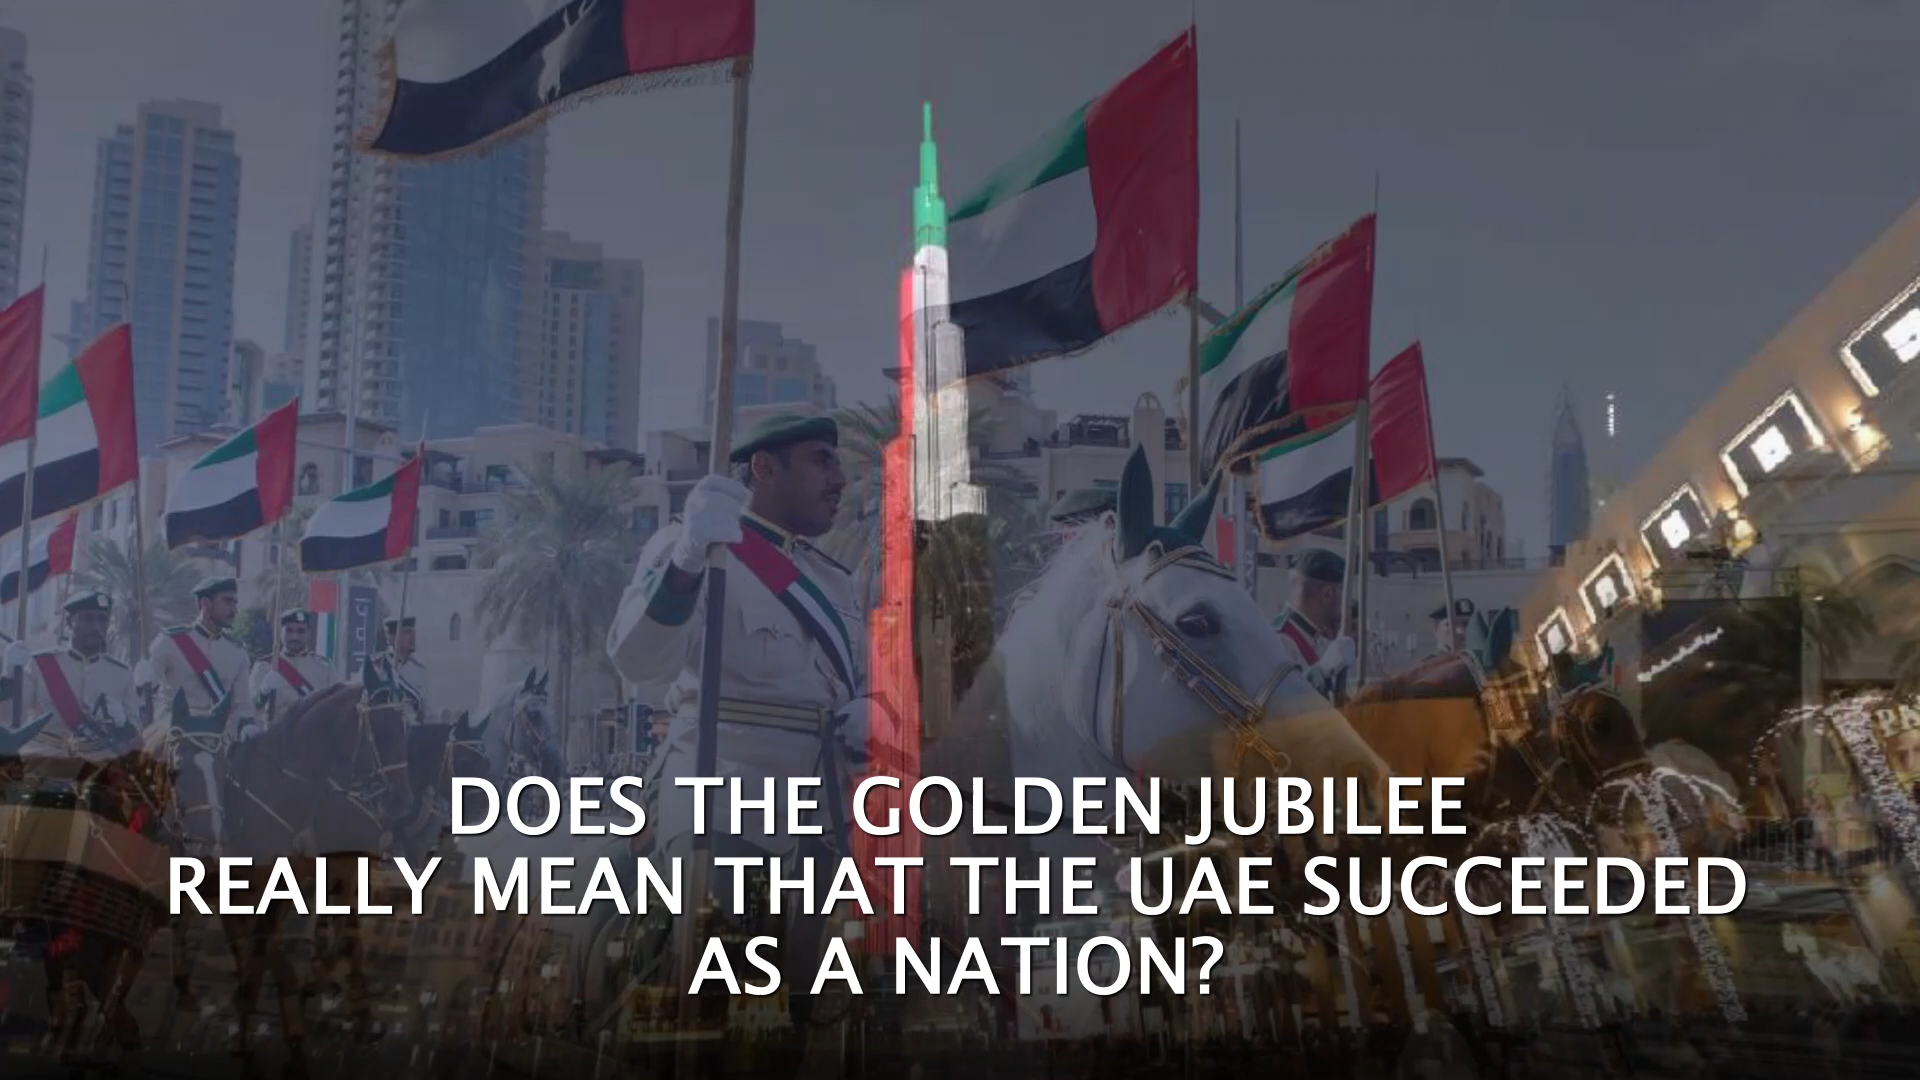 DOES THE GOLDEN JUBILEE
REALLY MEAN THAT THE UAE SUCCEEDED
AS A NATION?